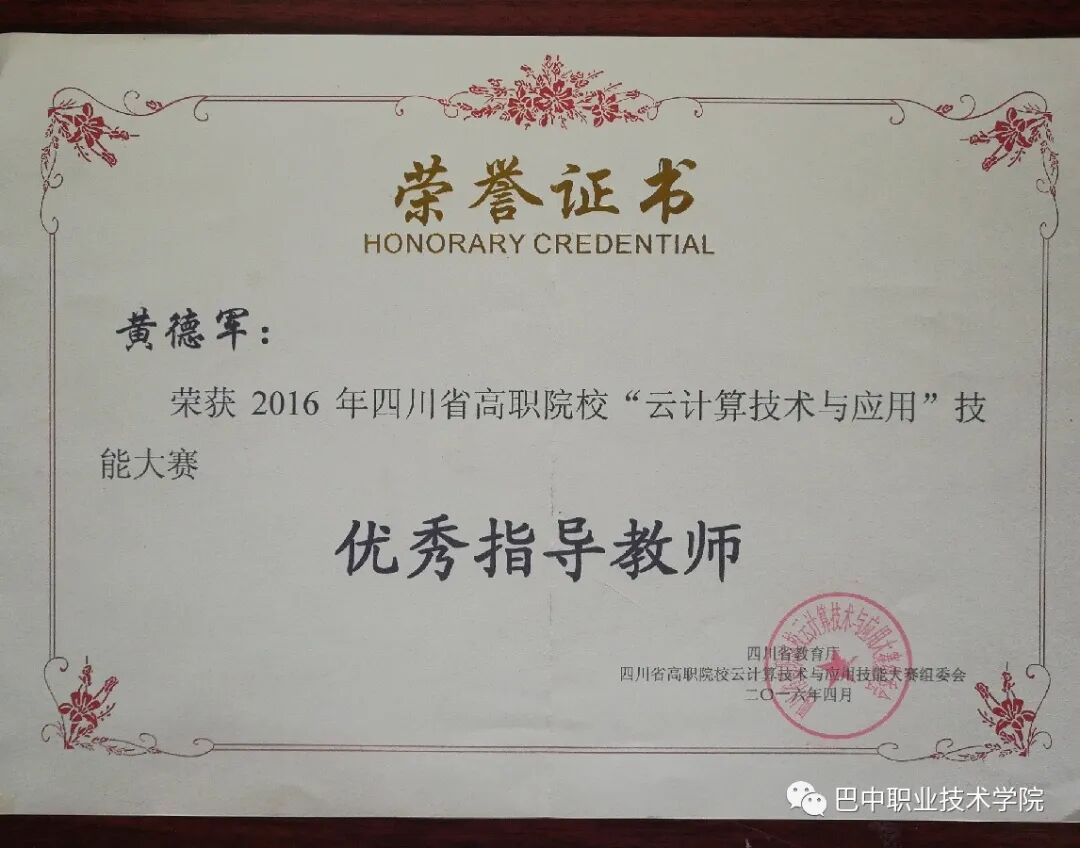 荣誉证书
HONORARY CREDENTIAL
黄德军：
荣获 2016 年四川省高职院校“云计算技术与应用”技
能大赛
优秀指导教师
四川省教育厅
四川省高职院校云计算技术与应用技能大赛组委会
二〇一六年四月
巴中职业技术学院